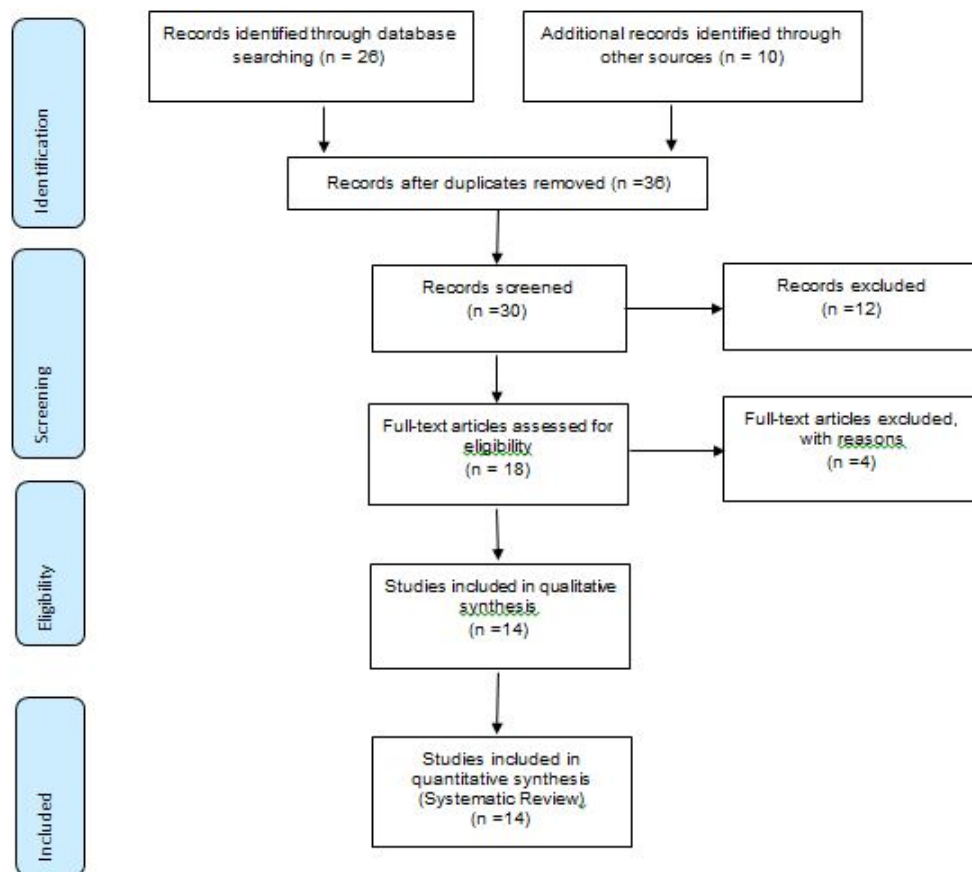 Records identified through database
searching (n = 26)
Additional records identified through
other sources (n = 10)
Identification
Records after duplicates removed (n =36)
Records screened
(n =30)
Records excluded
(n =12)
Screening
Full-text articles assessed for
eligibility
(n = 18)
Full-text articles excluded,
with reasons
(n =4)
Eligibility
Studies included in qualitative
synthesis
(n =14)
Included
Studies included in
quantitative synthesis
(Systematic Review)
(n =14)